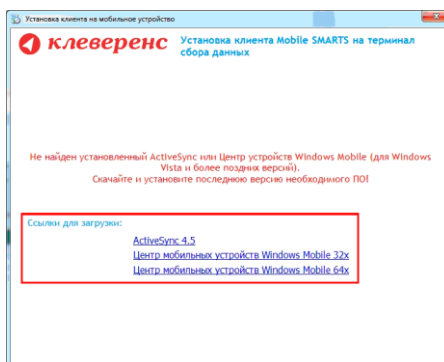 Установка клиента на мобильное устройство
клеверенс
Установка клиента Mobile SMARTS на терминал
сбора данных
Не найден установленный ActiveSync или Центр устройств Windows Mobile (для Windows
Vista и более поздних версий).
Скачайте и установите последнюю версию необходимого ПО!
Ссылки для загрузки:
ActiveSync 4.5
Центр мобильных устройств Windows Mobile 32x
Центр мобильных устройств Windows Mobile 64x